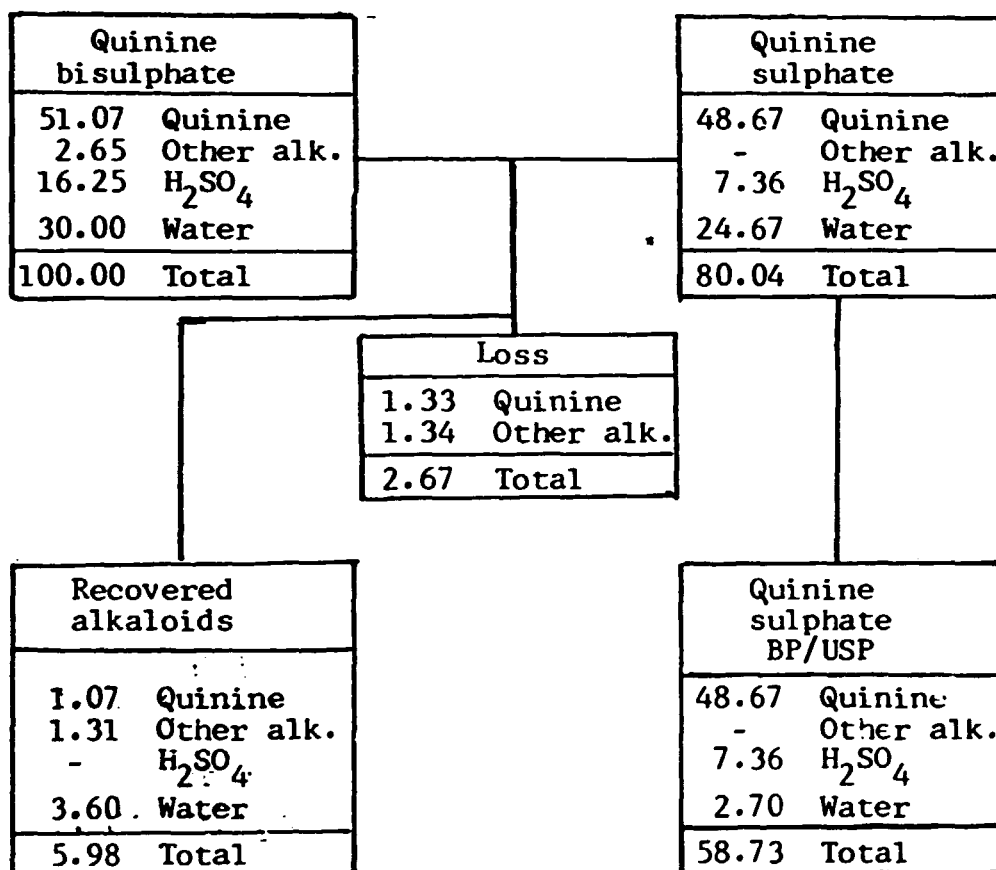 Quinine
bisulphate
51.07 Quinine
2.65 Other alk.
16.25 H2SO4
30.00 Water
100.00 Total
Quinine
sulphate
48.67 Quinine
- Other alk.
7.36 H2SO4
24.67 Water
80.04 Total
Loss
1.33 Quinine
1.34 Other alk.
2.67 Total
Recovered
alkaloids
1.07 Quinine
1.31 Other alk.
- H2SO4
3.60 Water
5.98 Total
Quinine
sulphate
BP/USP
48.67 Quinine
- Other alk.
7.36 H2SO4
2.70 Water
58.73 Total